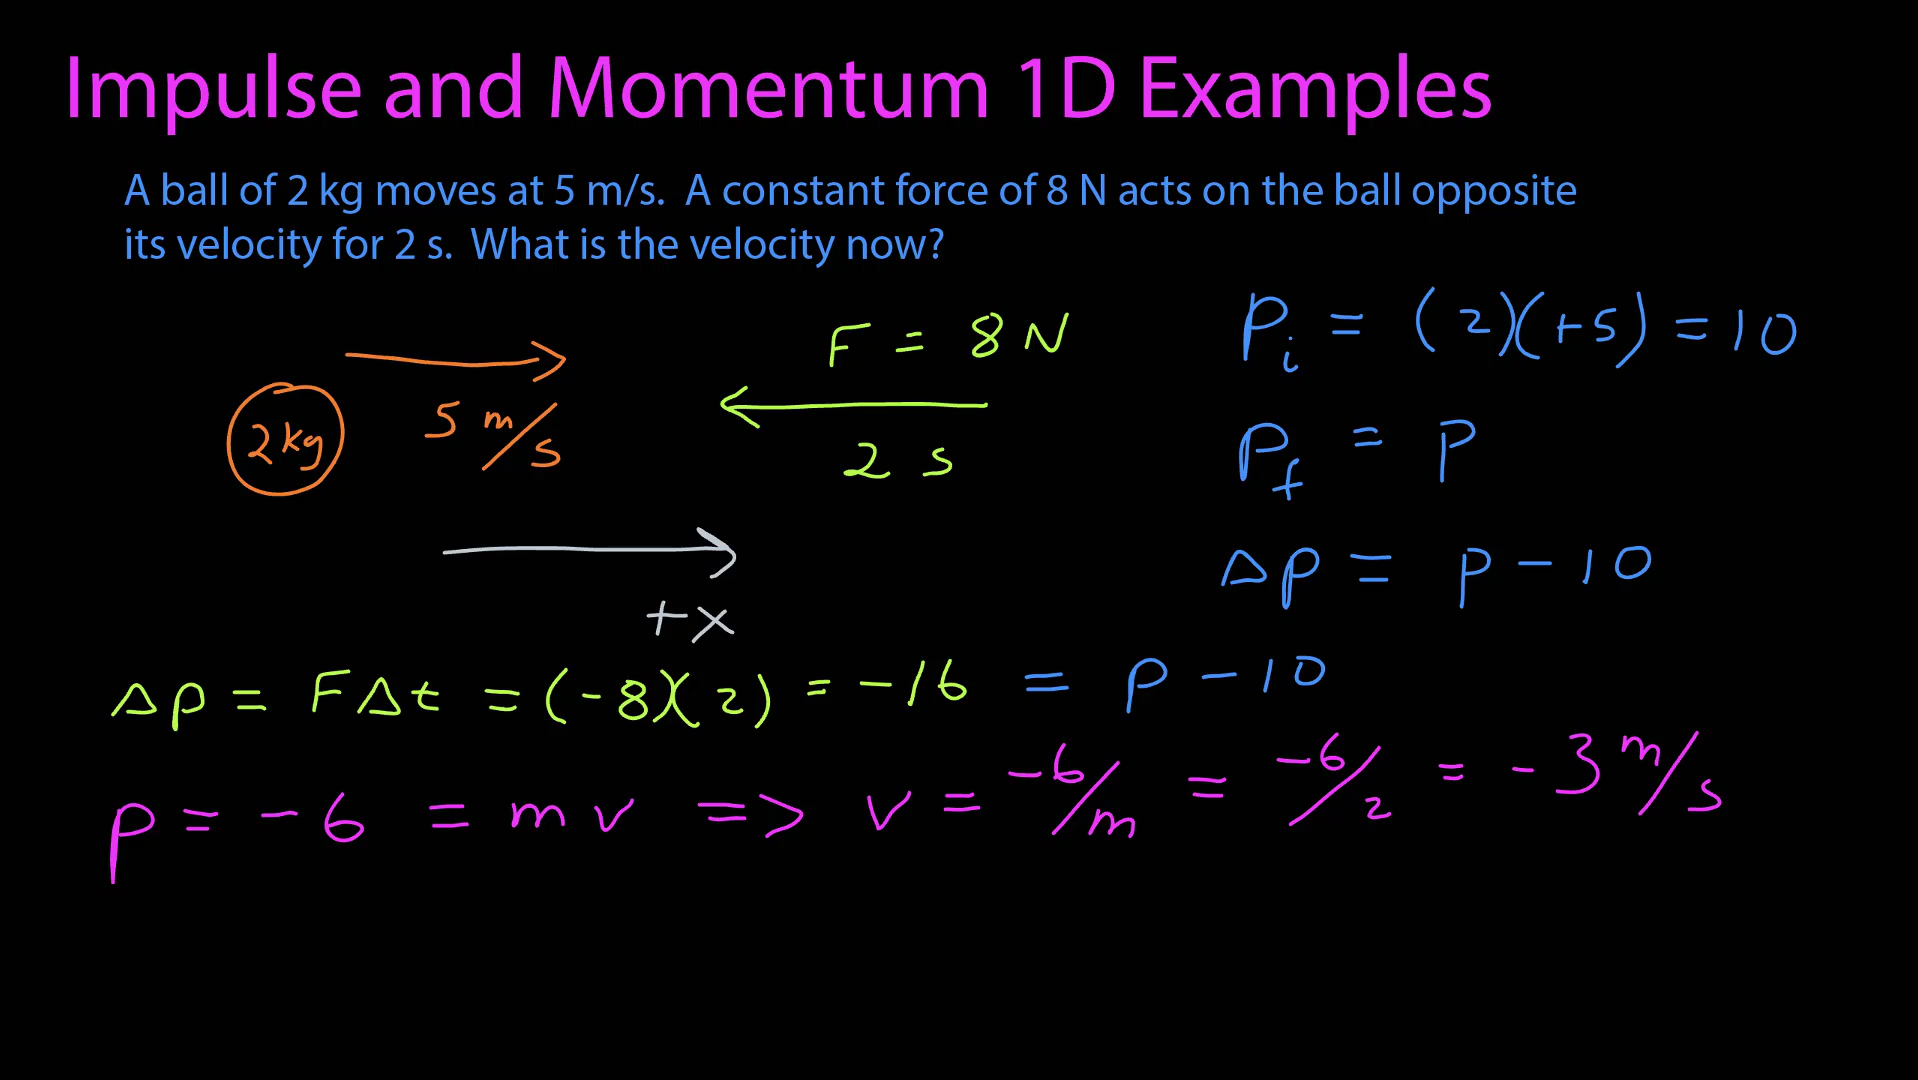 Impulse and Momentum 1D Examples
A ball of 2 kg moves at 5 m/s. A constant force of 8 N acts on the ball opposite
its velocity for 2 s. What is the velocity now?
2 kg
5 m/s
F = 8 N
2 s
+x
Pi = (2)(+5) = 10
Pf = P
Δp = p - 10
Δp = FΔt = (-8)(2) = -16 = p - 10
p = -6 = mv => v = -6/m = -6/2 = -3 m/s